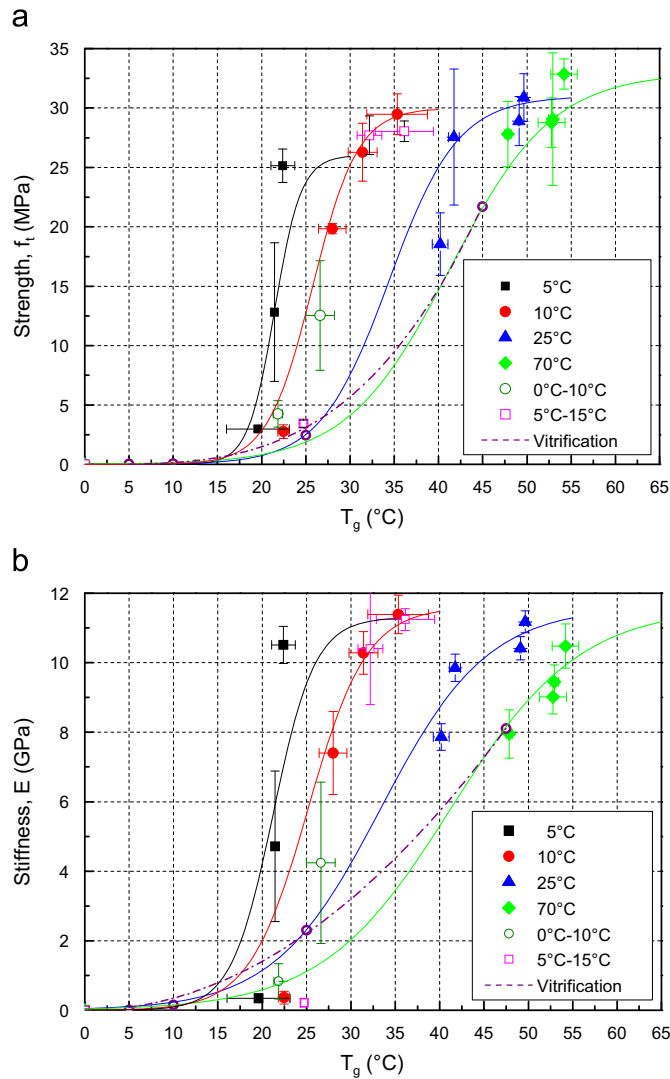 a
35
30
25
20
15
10
5
0
Strength, fₜ (MPa)
5°C
10°C
25°C
70°C
0°C-10°C
5°C-15°C
Vitrification
0 5 10 15 20 25 30 35 40 45 50 55 60 65
T_g (°C)
b
12
10
8
6
4
2
0
Stiffness, E (GPa)
5°C
10°C
25°C
70°C
0°C-10°C
5°C-15°C
Vitrification
0 5 10 15 20 25 30 35 40 45 50 55 60 65
T_g (°C)